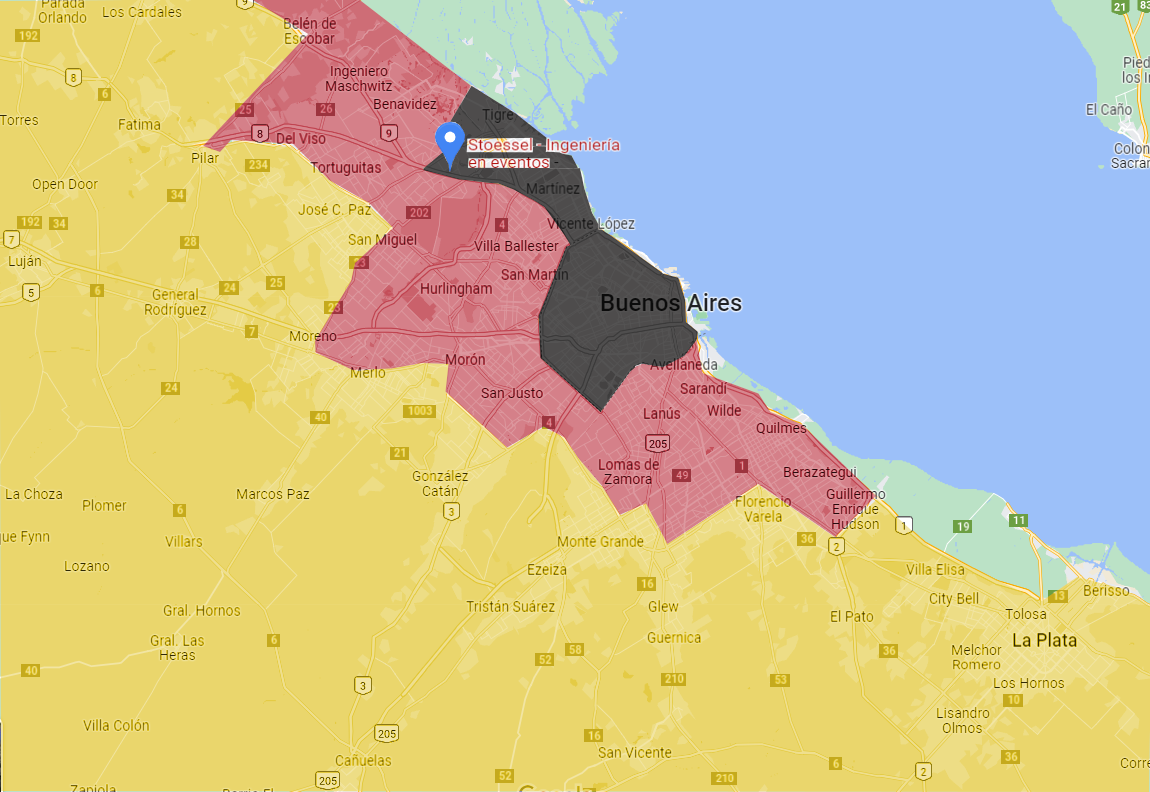 Parada
Orlando
Los Cardales
9
21
83
192
Belén de
Escobar
8
6
Ingeniero
Maschwitz
Pied
los In
Benavidez
25
26
Tigre
El Caño
Torres
Fatima
8
Del Viso
9
Stoessel - Ingeniería
en eventos -
Colon
Sacrar
Pilar
234
Tortuguitas
Open Door
34
Martínez
192
34
José C. Paz
202
4
Vicente López
7
28
San Miguel
Villa Ballester
Luján
23
San Martín
5
6
24
25
Hurlingham
General
Rodríguez
23
Buenos Aires
7
Moreno
Merlo
Morón
Avellaneda
24
San Justo
Sarandí
40
1003
4
Lanús
Wilde
Quilmes
21
205
Lomas de
Zamora
49
1
Berazategui
González
Catán
La Choza
Marcos Paz
Guillermo
Enrique
Hudson
Plomer
6
3
Florencio
Varela
1
19
11
que Fynn
Villars
Monte Grande
36
2
Lozano
Ezeiza
Villa Elisa
16
13
Berisso
Gral. Hornos
Tristán Suárez
Glew
City Bell
El Pato
Tolosa
Gral. Las
Heras
6
Guernica
La Plata
58
52
36
Melchor
Romero
40
3
210
53
Los Hornos
10
Villa Colón
205
16
Lisandro
Olmos
San Vicente
36
Cañuelas
6
2
Corre
205
52
210